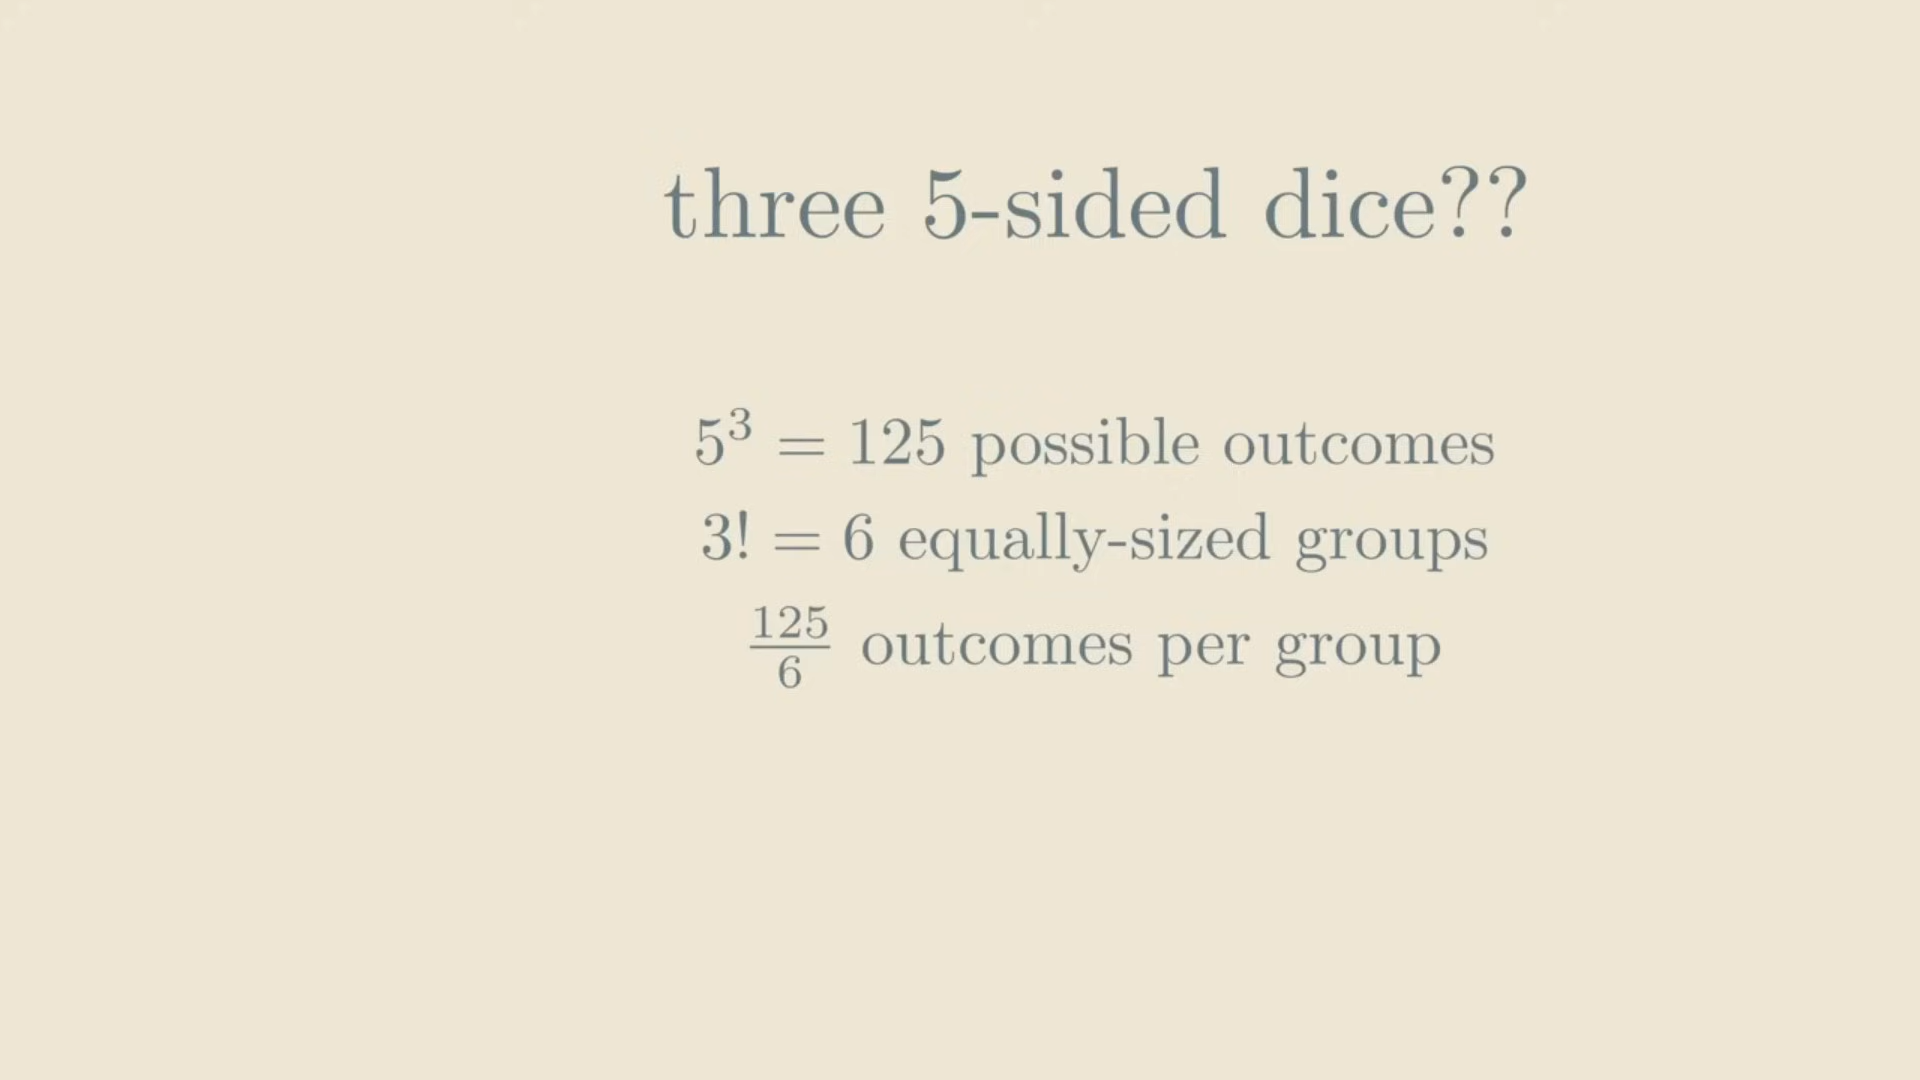 three 5-sided dice??
5³ = 125 possible outcomes
3! = 6 equally-sized groups
125/6 outcomes per group